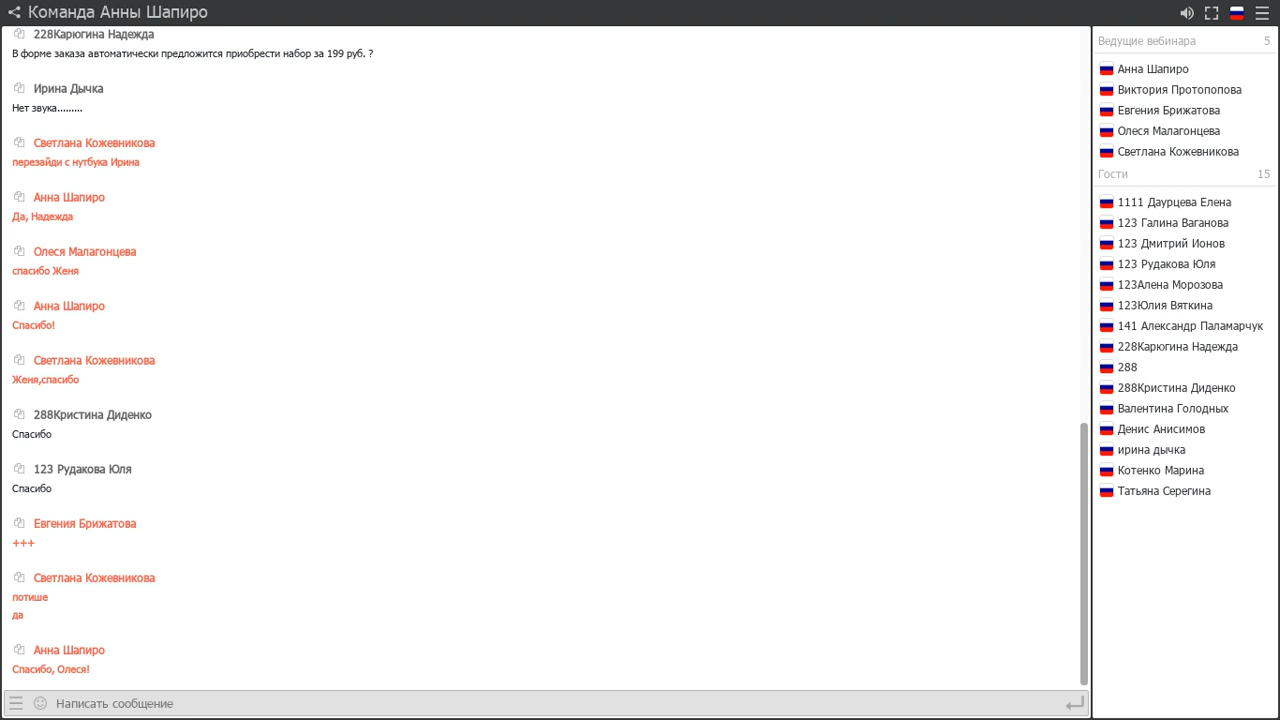 Команда Анны Шапиро
228Карюгина Надежда
В форме заказа автоматически предложится приобрести набор за 199 руб. ?
Ирина Дычка
Нет звука.........
Светлана Кожевникова
перезайди с нутбука Ирина
Анна Шапиро
Да, Надежда
Олеся Малагонцева
спасибо Женя
Анна Шапиро
Спасибо!
Светлана Кожевникова
Женя,спасибо
288Кристина Диденко
Спасибо
123 Рудакова Юля
Спасибо
Евгения Брижатова
+++
Светлана Кожевникова
потише
да
Анна Шапиро
Спасибо, Олеся!
Написать сообщение
Ведущие вебинара 5
Анна Шапиро
Виктория Протопопова
Евгения Брижатова
Олеся Малагонцева
Светлана Кожевникова
Гости 15
1111 Даурцева Елена
123 Галина Ваганова
123 Дмитрий Ионов
123 Рудакова Юля
123Алена Морозова
123Юлия Вяткина
141 Александр Паламарчук
228Карюгина Надежда
288
288Кристина Диденко
Валентина Голодных
Денис Анисимов
ирина дычка
Котенко Марина
Татьяна Серегина